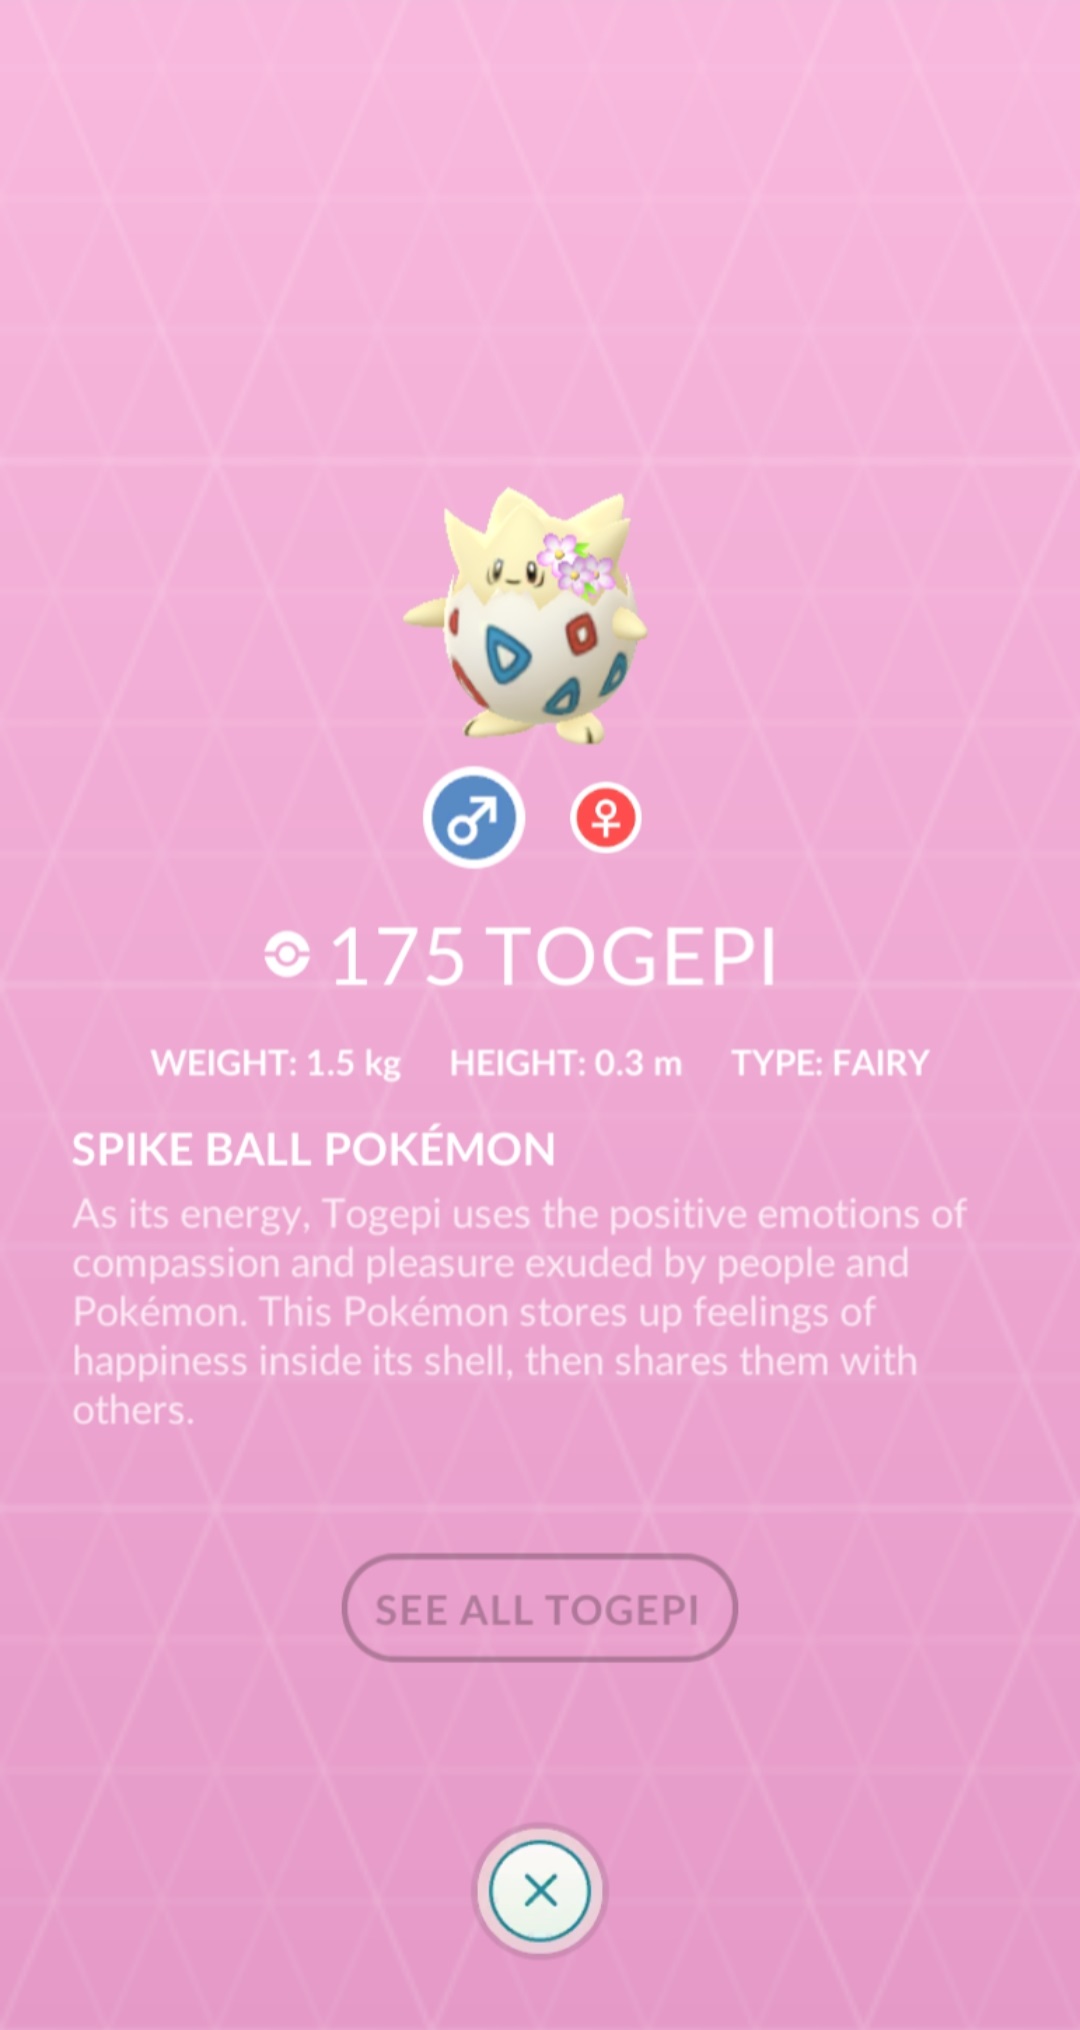 175 TOGEPI
WEIGHT: 1.5 kg HEIGHT: 0.3 m TYPE: FAIRY
SPIKE BALL POKÉMON
As its energy, Togepi uses the positive emotions of
compassion and pleasure exuded by people and
Pokémon. This Pokémon stores up feelings of
happiness inside its shell, then shares them with
others.
SEE ALL TOGEPI